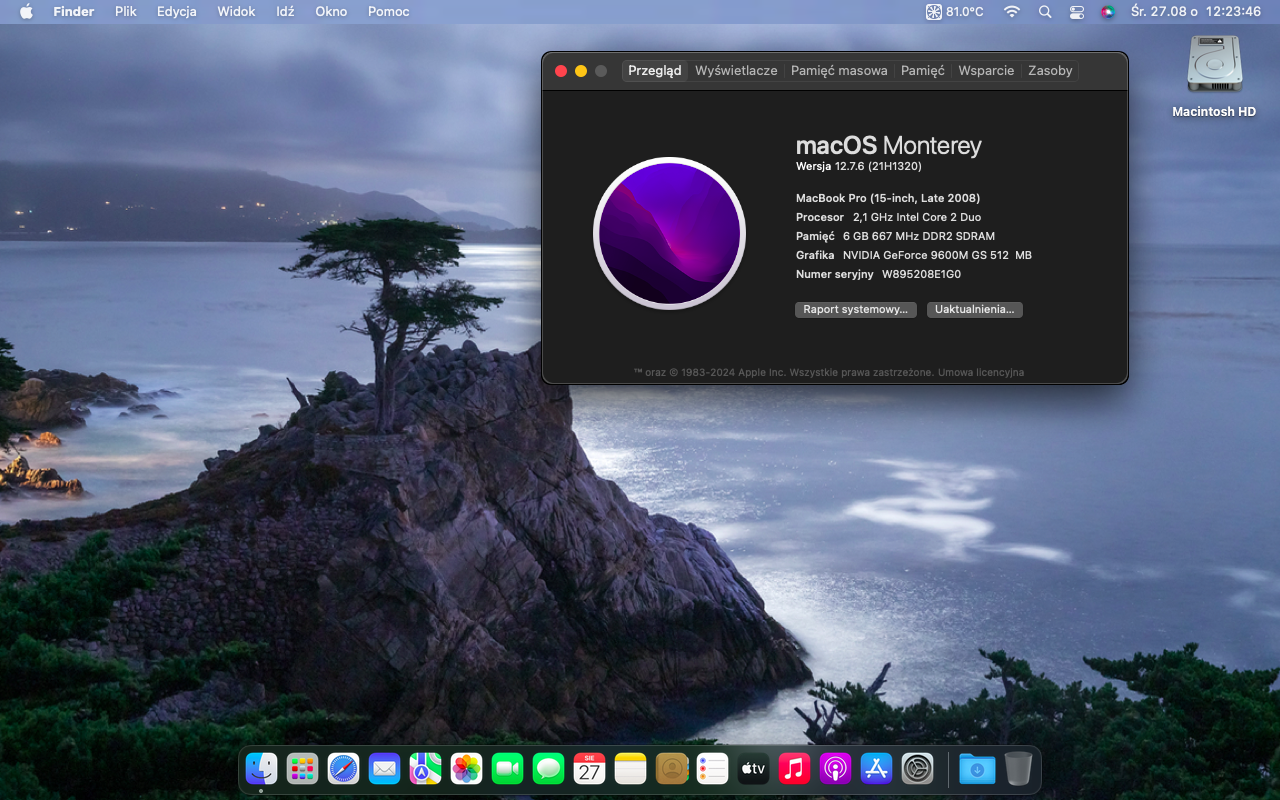 Finder Plik Edycja Widok Idź Okno Pomoc 81.0°C Śr. 27.08 o 12:23:46
Macintosh HD
Przegląd Wyświetlacze Pamięć masowa Pamięć Wsparcie Zasoby
macOS Monterey
Wersja 12.7.6 (21H1320)
MacBook Pro (15-inch, Late 2008)
Procesor 2,1 GHz Intel Core 2 Duo
Pamięć 6 GB 667 MHz DDR2 SDRAM
Grafika NVIDIA GeForce 9600M GS 512 MB
Numer seryjny W895208E1G0
Raport systemowy... Uaktualnienia...
™ oraz © 1983-2024 Apple Inc. Wszystkie prawa zastrzeżone. Umowa licencyjna
SIE
27
tv